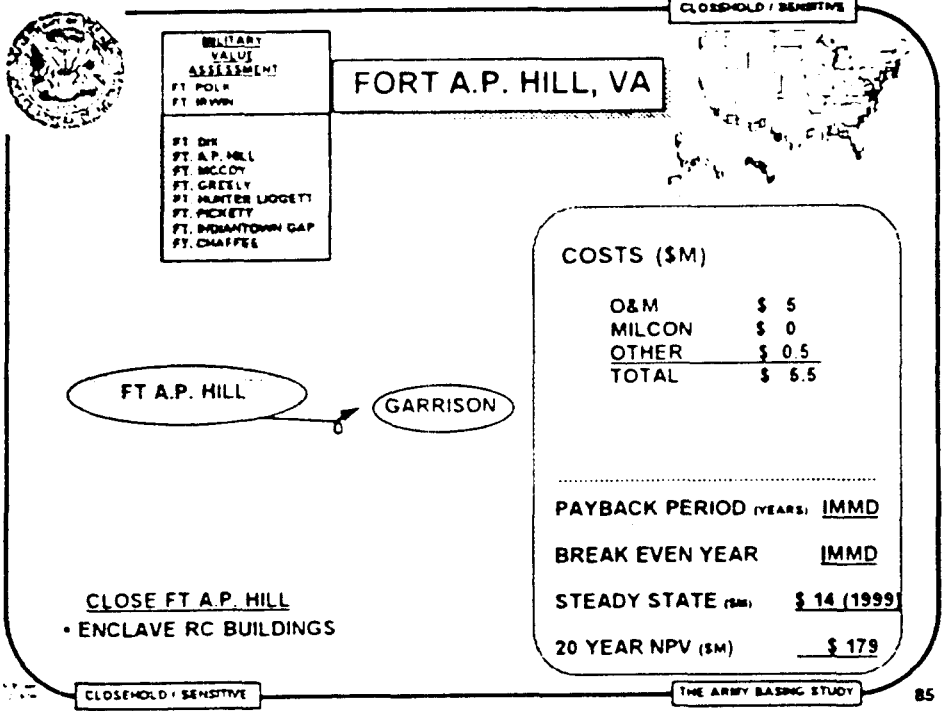 CLOSEHOLD / SENSITIVE
MILITARY
VALUE
ASSESSMENT
FT. POLK
FT. IRWIN
FT. DIX
FT. A.P. HILL
FT. MCCOY
FT. GREELY
FT. HUNTER LIGGETT
FT. PICKETT
FT. INDIANTOWN GAP
FT. CHAFFEE
FORT A.P. HILL, VA
FT A.P. HILL
GARRISON
0
CLOSE FT A.P. HILL
• ENCLAVE RC BUILDINGS
COSTS ($M)
O&M $ 5
MILCON $ 0
OTHER $ 0.5
TOTAL $ 5.5
PAYBACK PERIOD (YEARS) IMMD
BREAK EVEN YEAR IMMD
STEADY STATE ($M) $ 14 (1999)
20 YEAR NPV ($M) $ 179
CLOSEHOLD / SENSITIVE
THE ARMY BASING STUDY
85